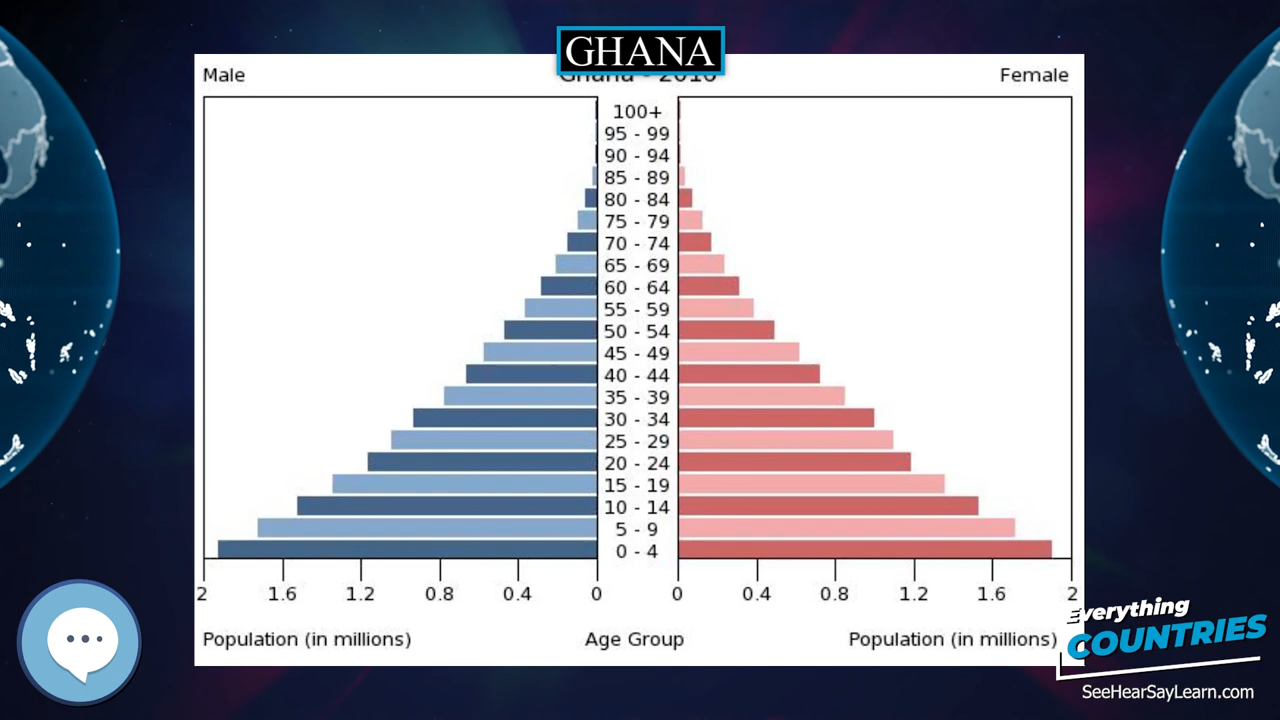 GHANA
Male
Ghana - 2016
Female
100+
95 - 99
90 - 94
85 - 89
80 - 84
75 - 79
70 - 74
65 - 69
60 - 64
55 - 59
50 - 54
45 - 49
40 - 44
35 - 39
30 - 34
25 - 29
20 - 24
15 - 19
10 - 14
5 - 9
0 - 4
2 1.6 1.2 0.8 0.4 0 0 0.4 0.8 1.2 1.6 2
Population (in millions) Age Group Population (in millions)
Everything
COUNTRIES
SeeHearSayLearn.com